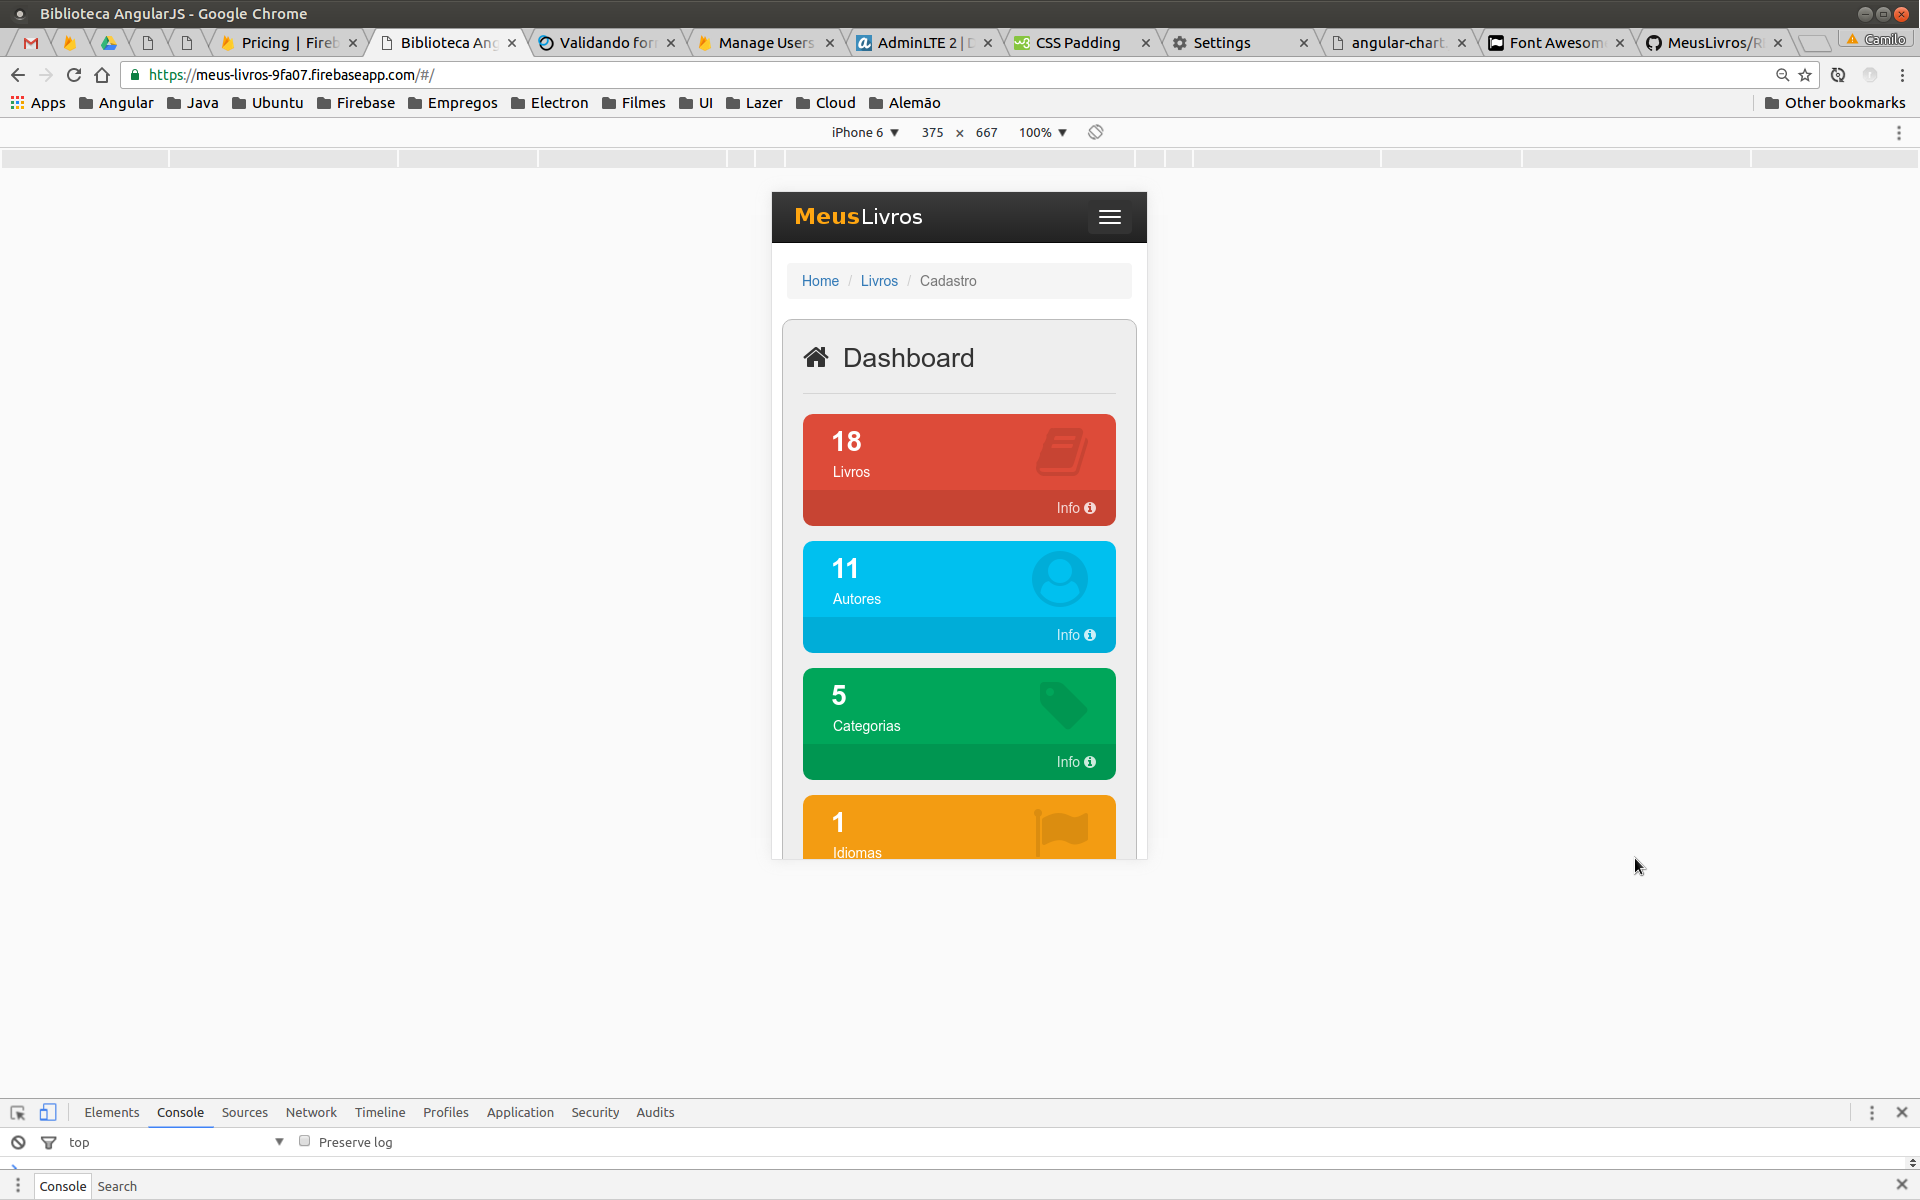 Biblioteca AngularJS - Google Chrome
Pricing | Fireb
Biblioteca Ang
Validando for
Manage Users
AdminLTE 2 | D
CSS Padding
Settings
angular-chart.
Font Awesom
MeusLivros/R
Camilo
https://meus-livros-9fa07.firebaseapp.com/#/
Apps Angular Java Ubuntu Firebase Empregos Electron Filmes UI Lazer Cloud Alemão Other bookmarks
iPhone 6 375 × 667 100%
MeusLivros
Home / Livros / Cadastro
Dashboard
18
Livros
Info
11
Autores
Info
5
Categorias
Info
1
Idiomas
Elements Console Sources Network Timeline Profiles Application Security Audits
top Preserve log
Console Search